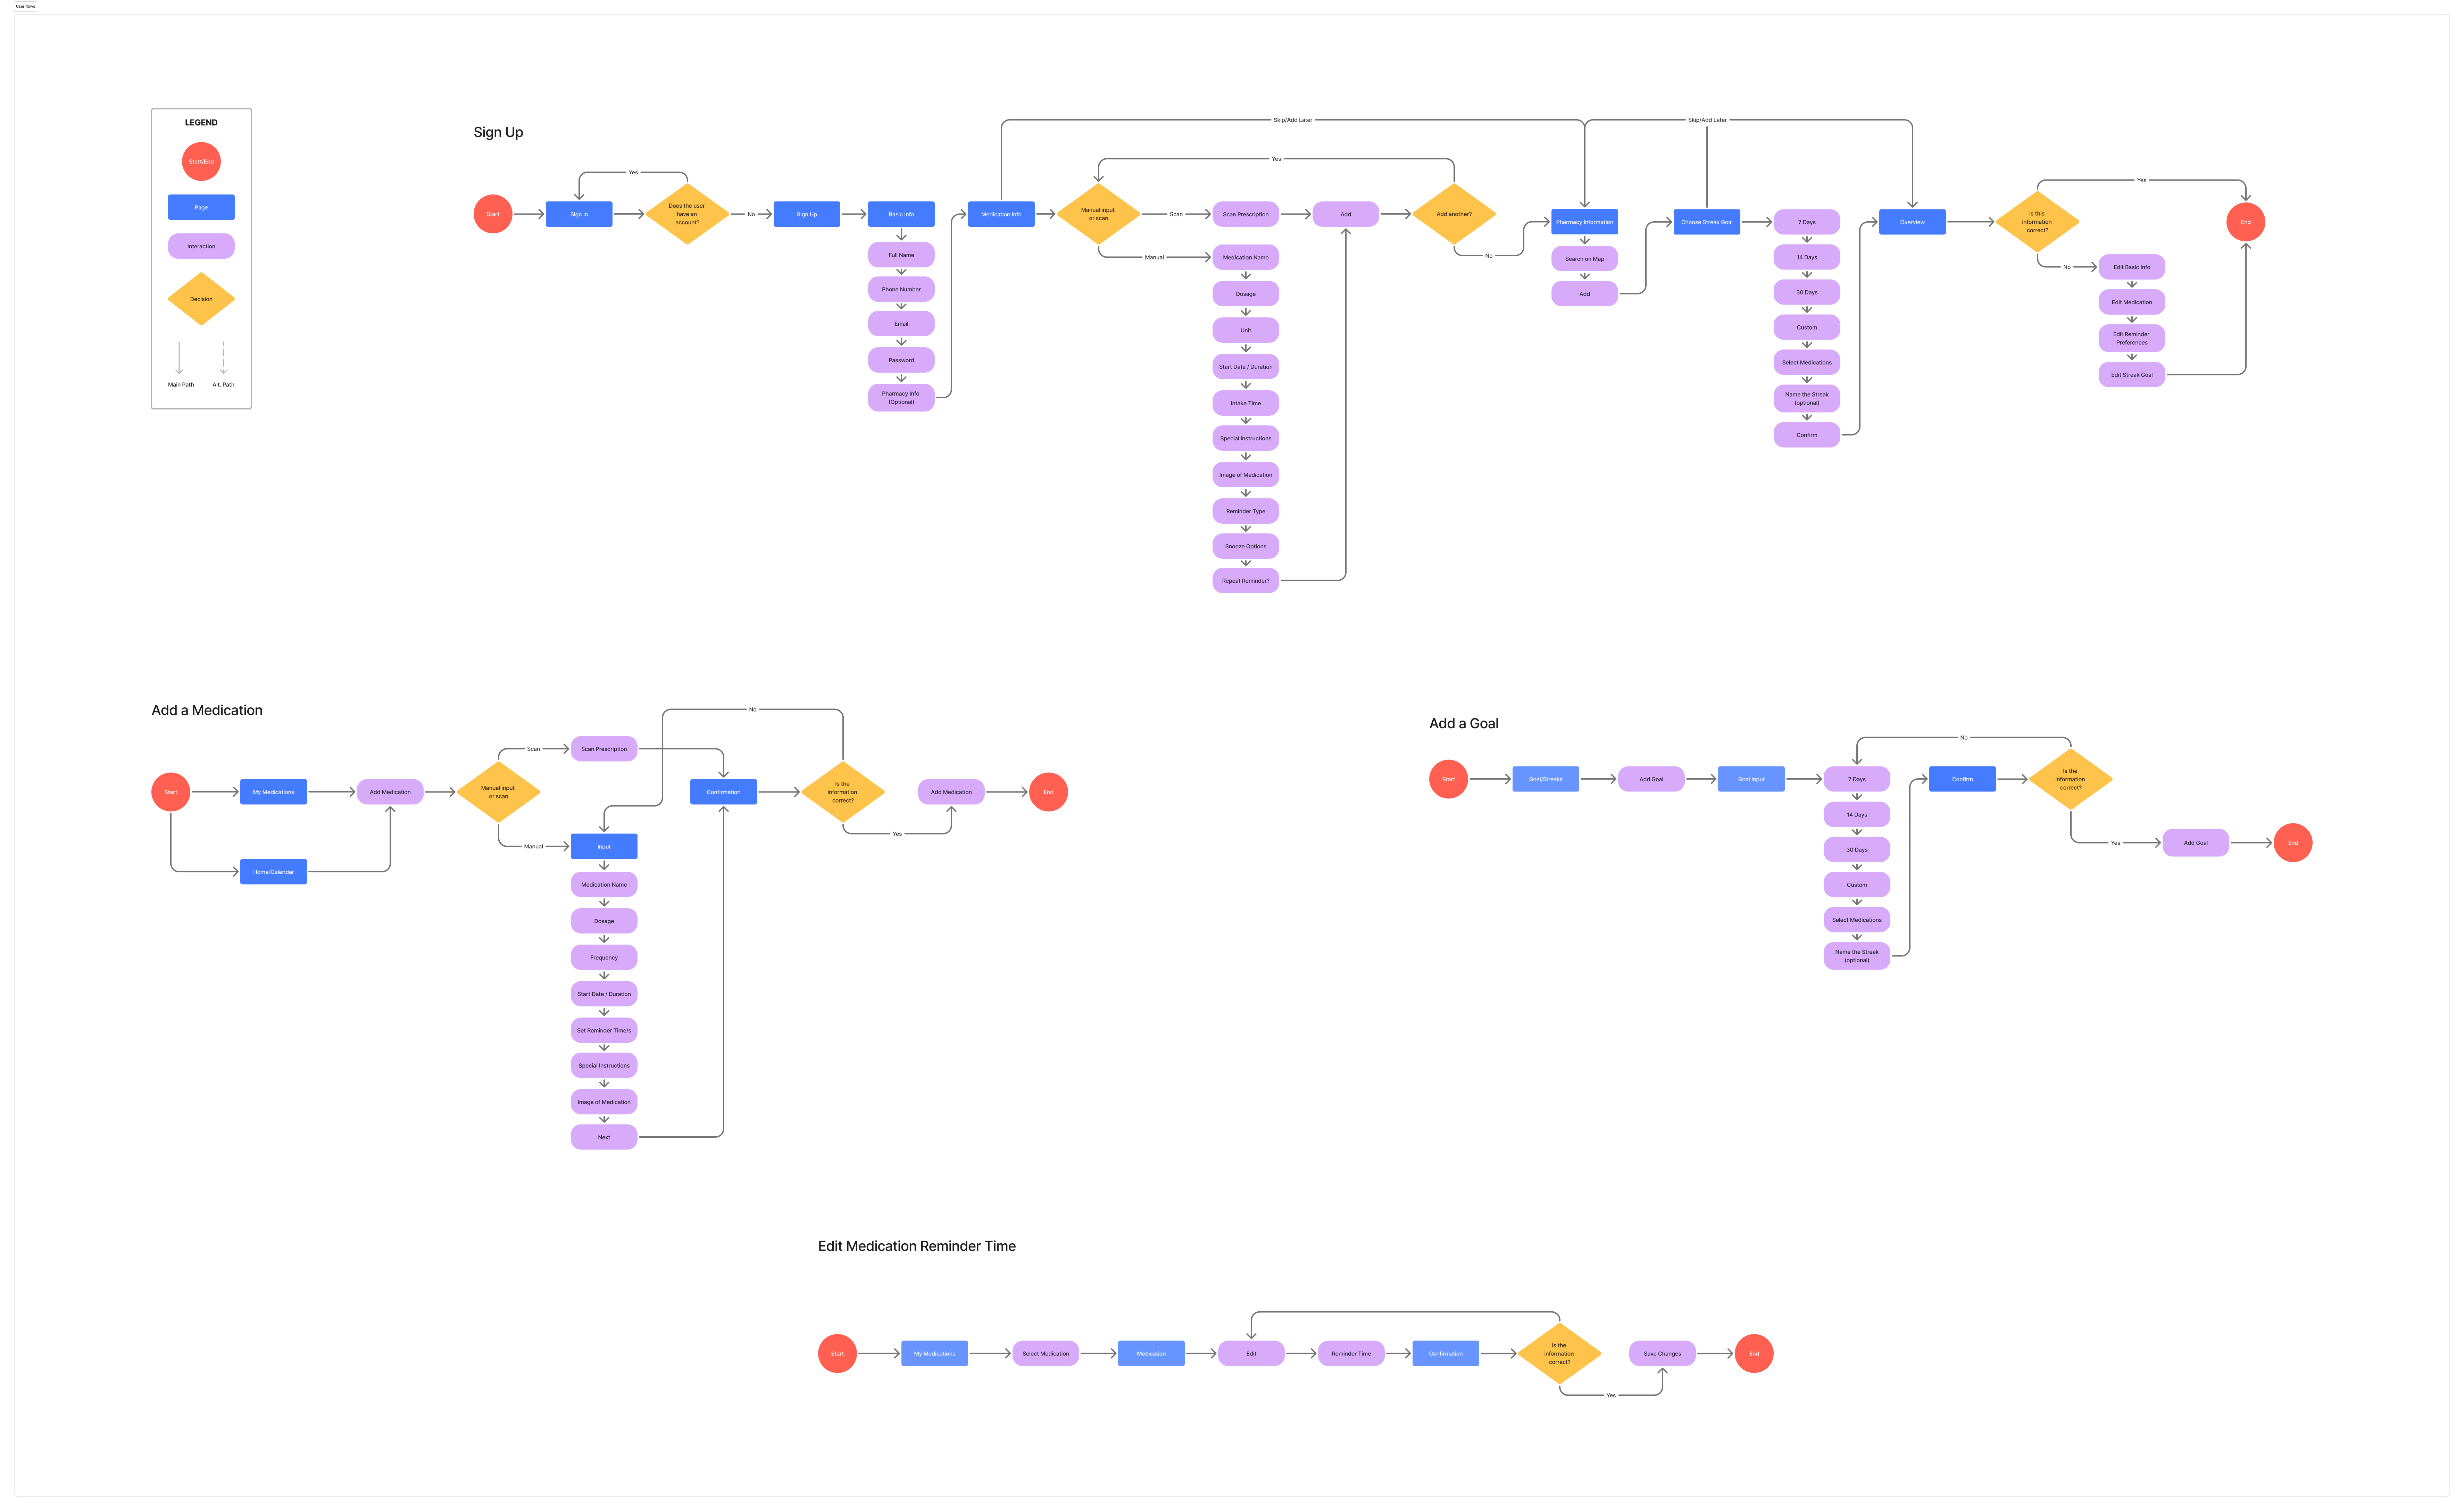 User flows
LEGEND
Start/End
Page
Interaction
Decision
Main Path
Alt. Path
Sign Up
Start
Sign In
Yes
Does the user
have an
account?
No
Sign Up
Basic Info
Full Name
Phone Number
Email
Password
Pharmacy Info
(Optional)
Medication Info
Skip/Add Later
Manual input
or scan
Yes
Scan
Manual
Scan Prescription
Add
Medication Name
Dosage
Unit
Start Date / Duration
Intake Time
Special Instructions
Image of Medication
Reminder Type
Snooze Options
Repeat Reminder?
Add another?
No
Pharmacy Information
Search on Map
Add
Skip/Add Later
Choose Streak Goal
7 Days
14 Days
30 Days
Custom
Select Medications
Name the Streak
(optional)
Confirm
Overview
Is this
information
correct?
Yes
No
Edit Basic Info
Edit Medication
Edit Reminder
Preferences
Edit Streak Goal
End
Add a Medication
Start
My Medications
Home/Calendar
Add Medication
Manual input
or scan
Scan
Manual
Scan Prescription
Input
Medication Name
Dosage
Frequency
Start Date / Duration
Set Reminder Time/s
Special Instructions
Image of Medication
Next
No
Confirmation
Is the
information
correct?
Yes
Add Medication
End
Add a Goal
Start
Goal/Streaks
Add Goal
Goal Input
7 Days
14 Days
30 Days
Custom
Select Medications
Name the Streak
(optional)
No
Confirm
Is the
information
correct?
Yes
Add Goal
End
Edit Medication Reminder Time
Start
My Medications
Select Medication
Medication
Edit
Reminder Time
Confirmation
Is the
information
correct?
Yes
Save Changes
End